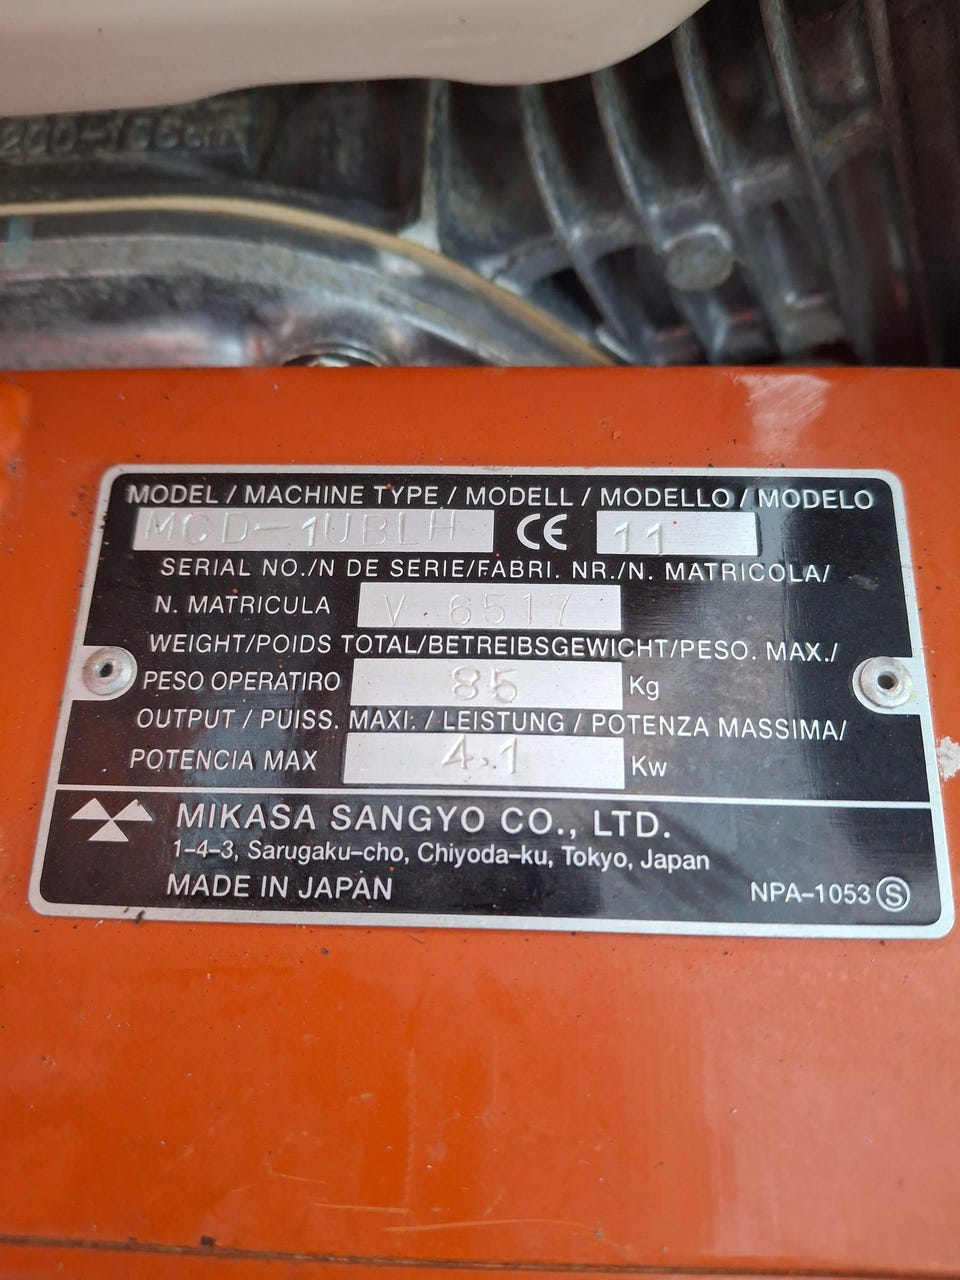 MODEL / MACHINE TYPE / MODELL / MODELLO / MODELO
MCD-1UBLH CE 11
SERIAL NO./N DE SERIE/FABRI. NR./N. MATRICOLA/
N. MATRICULA V 6517
WEIGHT/POIDS TOTAL/BETREIBSGEWICHT/PESO. MAX./
PESO OPERATIRO 85 Kg
OUTPUT / PUISS. MAXI. / LEISTUNG / POTENZA MASSIMA/
POTENCIA MAX 4.1 Kw
MIKASA SANGYO CO., LTD.
1-4-3, Sarugaku-cho, Chiyoda-ku, Tokyo, Japan
MADE IN JAPAN NPA-1053 S